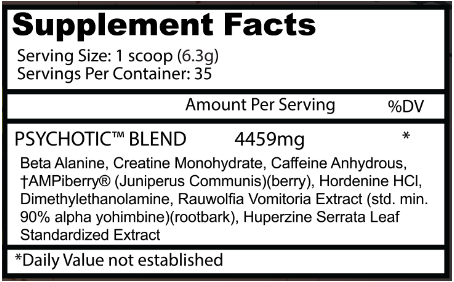 Supplement Facts
Serving Size: 1 scoop (6.3g)
Servings Per Container: 35
Amount Per Serving %DV
PSYCHOTIC™ BLEND 4459mg *
Beta Alanine, Creatine Monohydrate, Caffeine Anhydrous,
†AMPiberry® (Juniperus Communis)(berry), Hordenine HCl,
Dimethylethanolamine, Rauwolfia Vomitoria Extract (std. min.
90% alpha yohimbine)(rootbark), Huperzine Serrata Leaf
Standardized Extract
*Daily Value not established